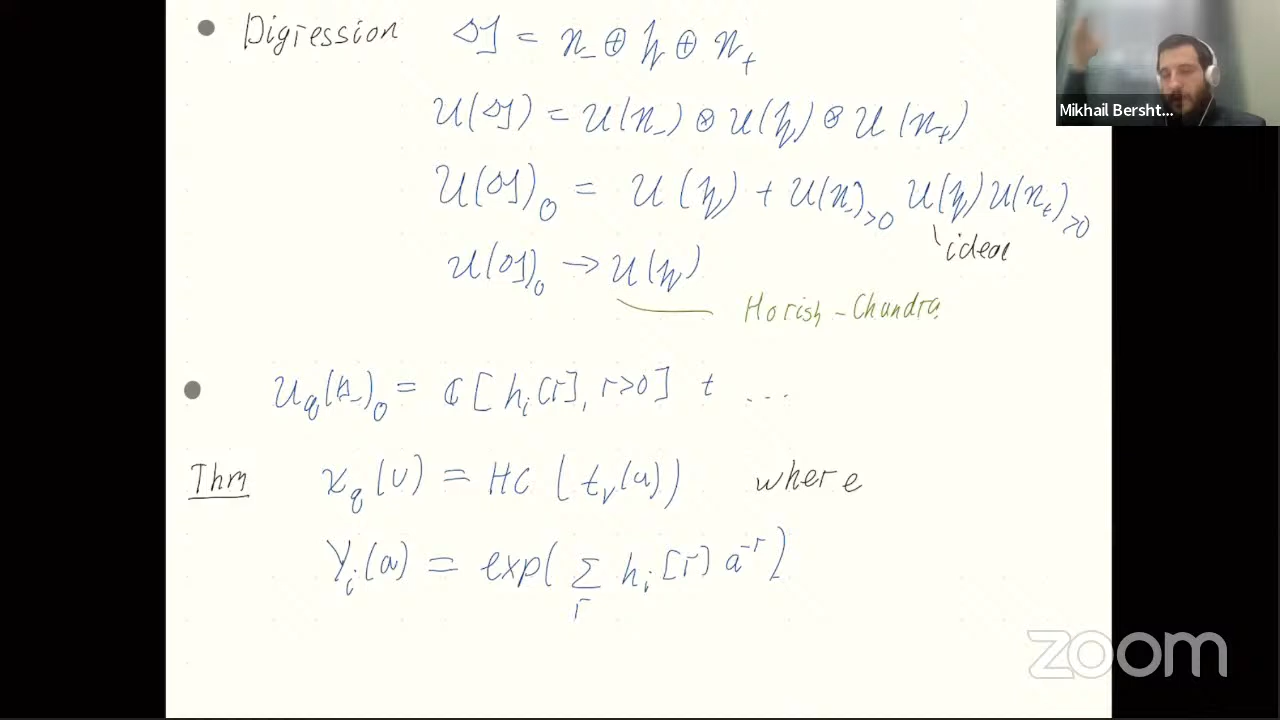 • Digression 𝔤 = n₋ ⊕ h ⊕ n₊
U(𝔤) = U(n₋) ⊗ U(h) ⊗ U(n₊)
U(𝔤)₀ = U(h) + U(n₋)_{>0} U(h) U(n₊)_{>0}
ideal
U(𝔤)₀ → U(h)
Harish-Chandra
• U_q(b₋)₀ = ℂ[h_i[r], r>0] + ...
Thm χ_q(V) = HC (t_V(a)) where
Y_i(a) = exp(∑_r h_i[r] a^{-r})
Mikhail Bersht...
zoom